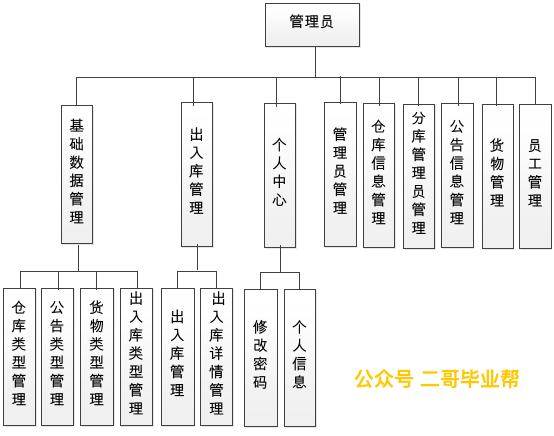 管理员
基础数据管理
出入库管理
个人中心
管理员管理
仓库信息管理
分库管理员管理
公告信息管理
货物管理
员工管理
仓库类型管理
公告类型管理
货物类型管理
出入库类型管理
出入库管理
出入库详情管理
修改密码
个人信息
公众号 二哥毕业帮